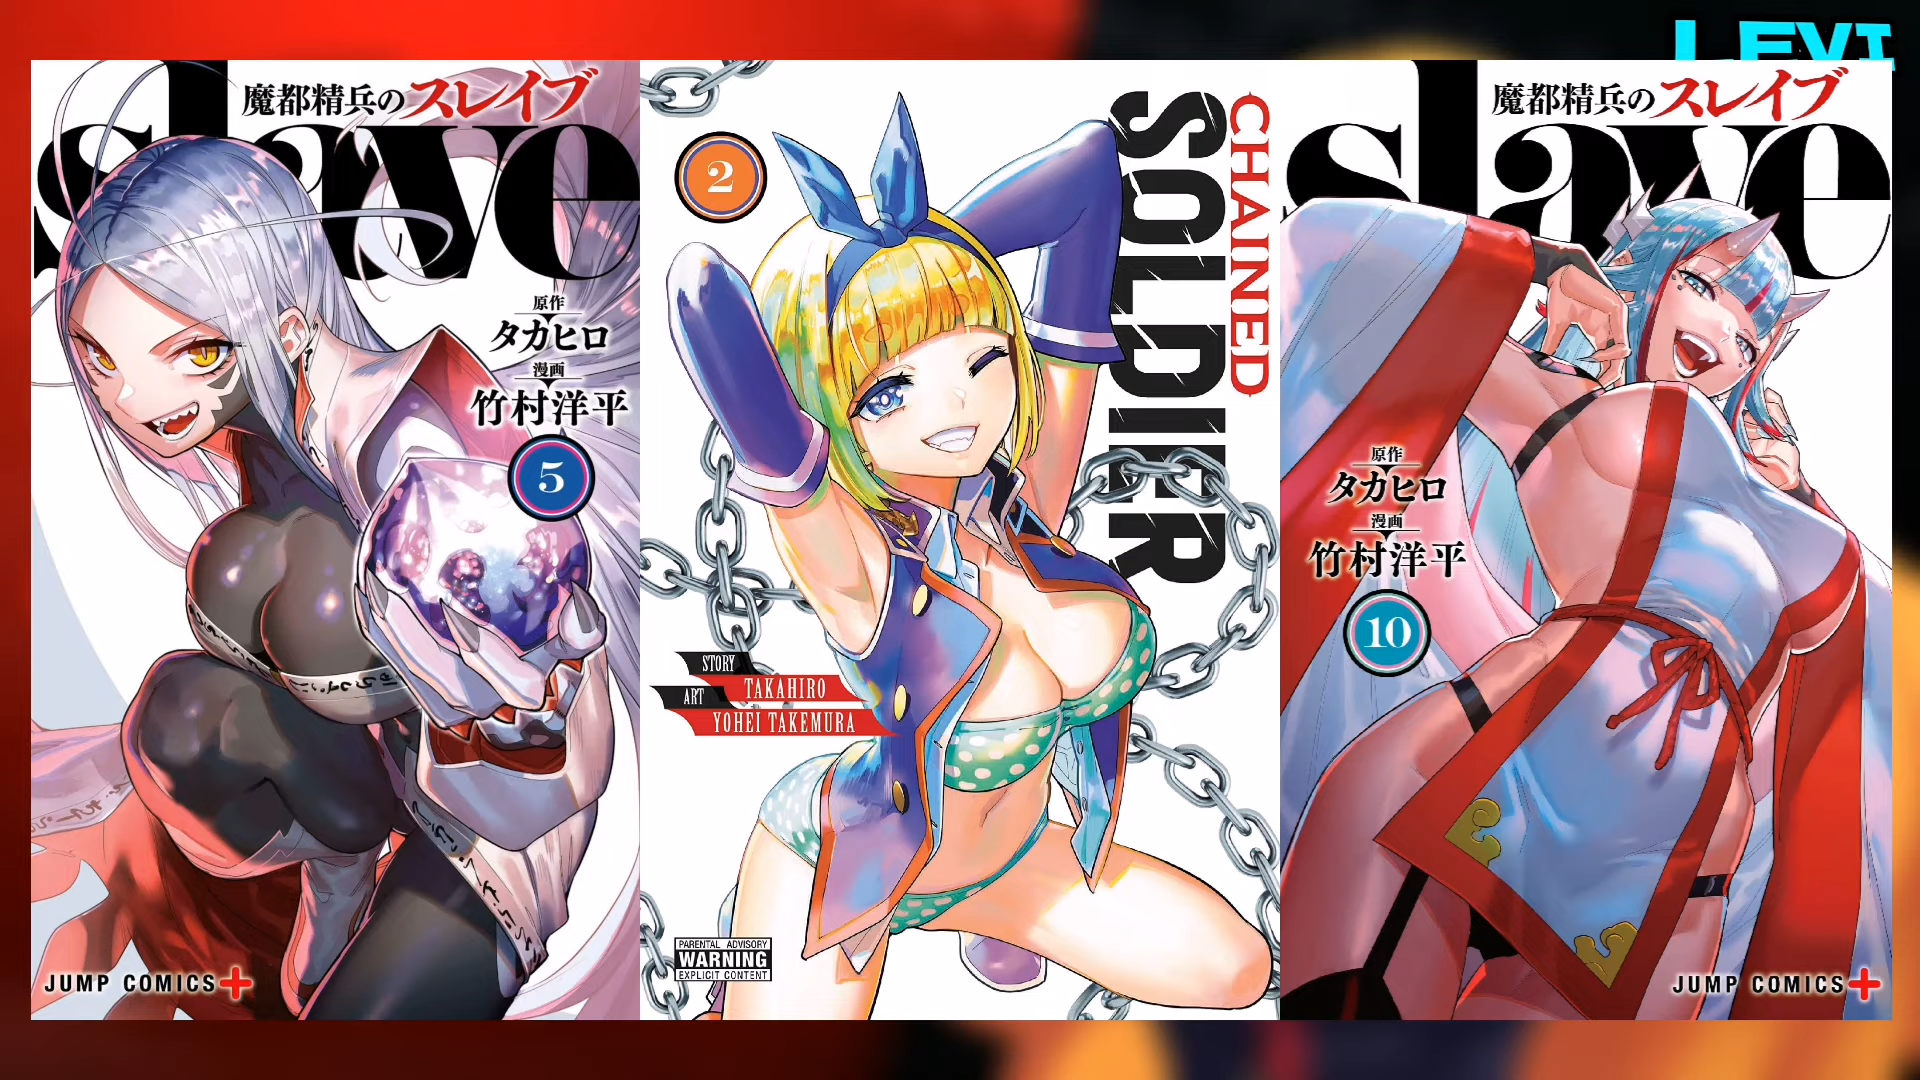 LEVI
slave
魔都精兵のスレイブ
原作
タカヒロ
漫画
竹村洋平
5
JUMP COMICS+
2
CHAINED
SOLDIER
STORY
TAKAHIRO
ART
YOHEI TAKEMURA
PARENTAL ADVISORY
WARNING
EXPLICIT CONTENT
slave
魔都精兵のスレイブ
原作
タカヒロ
漫画
竹村洋平
10
JUMP COMICS+